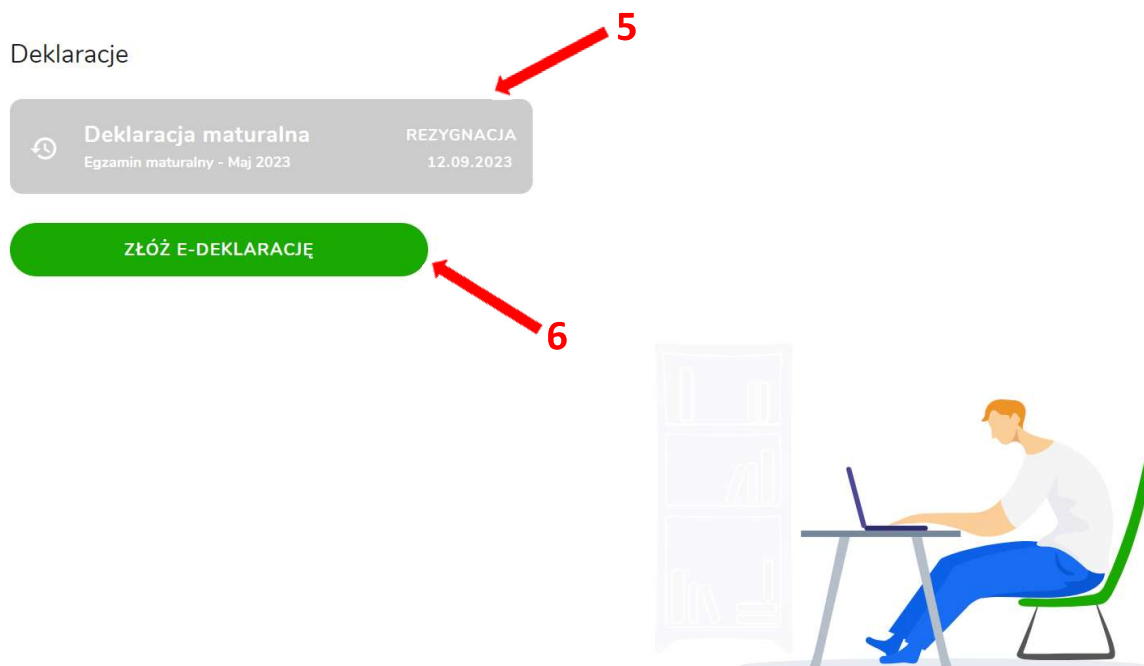 5
Deklaracje
Deklaracja maturalna
REZYGNACJA
Egzamin maturalny - Maj 2023
12.09.2023
ZŁÓŻ E-DEKLARACJĘ
6